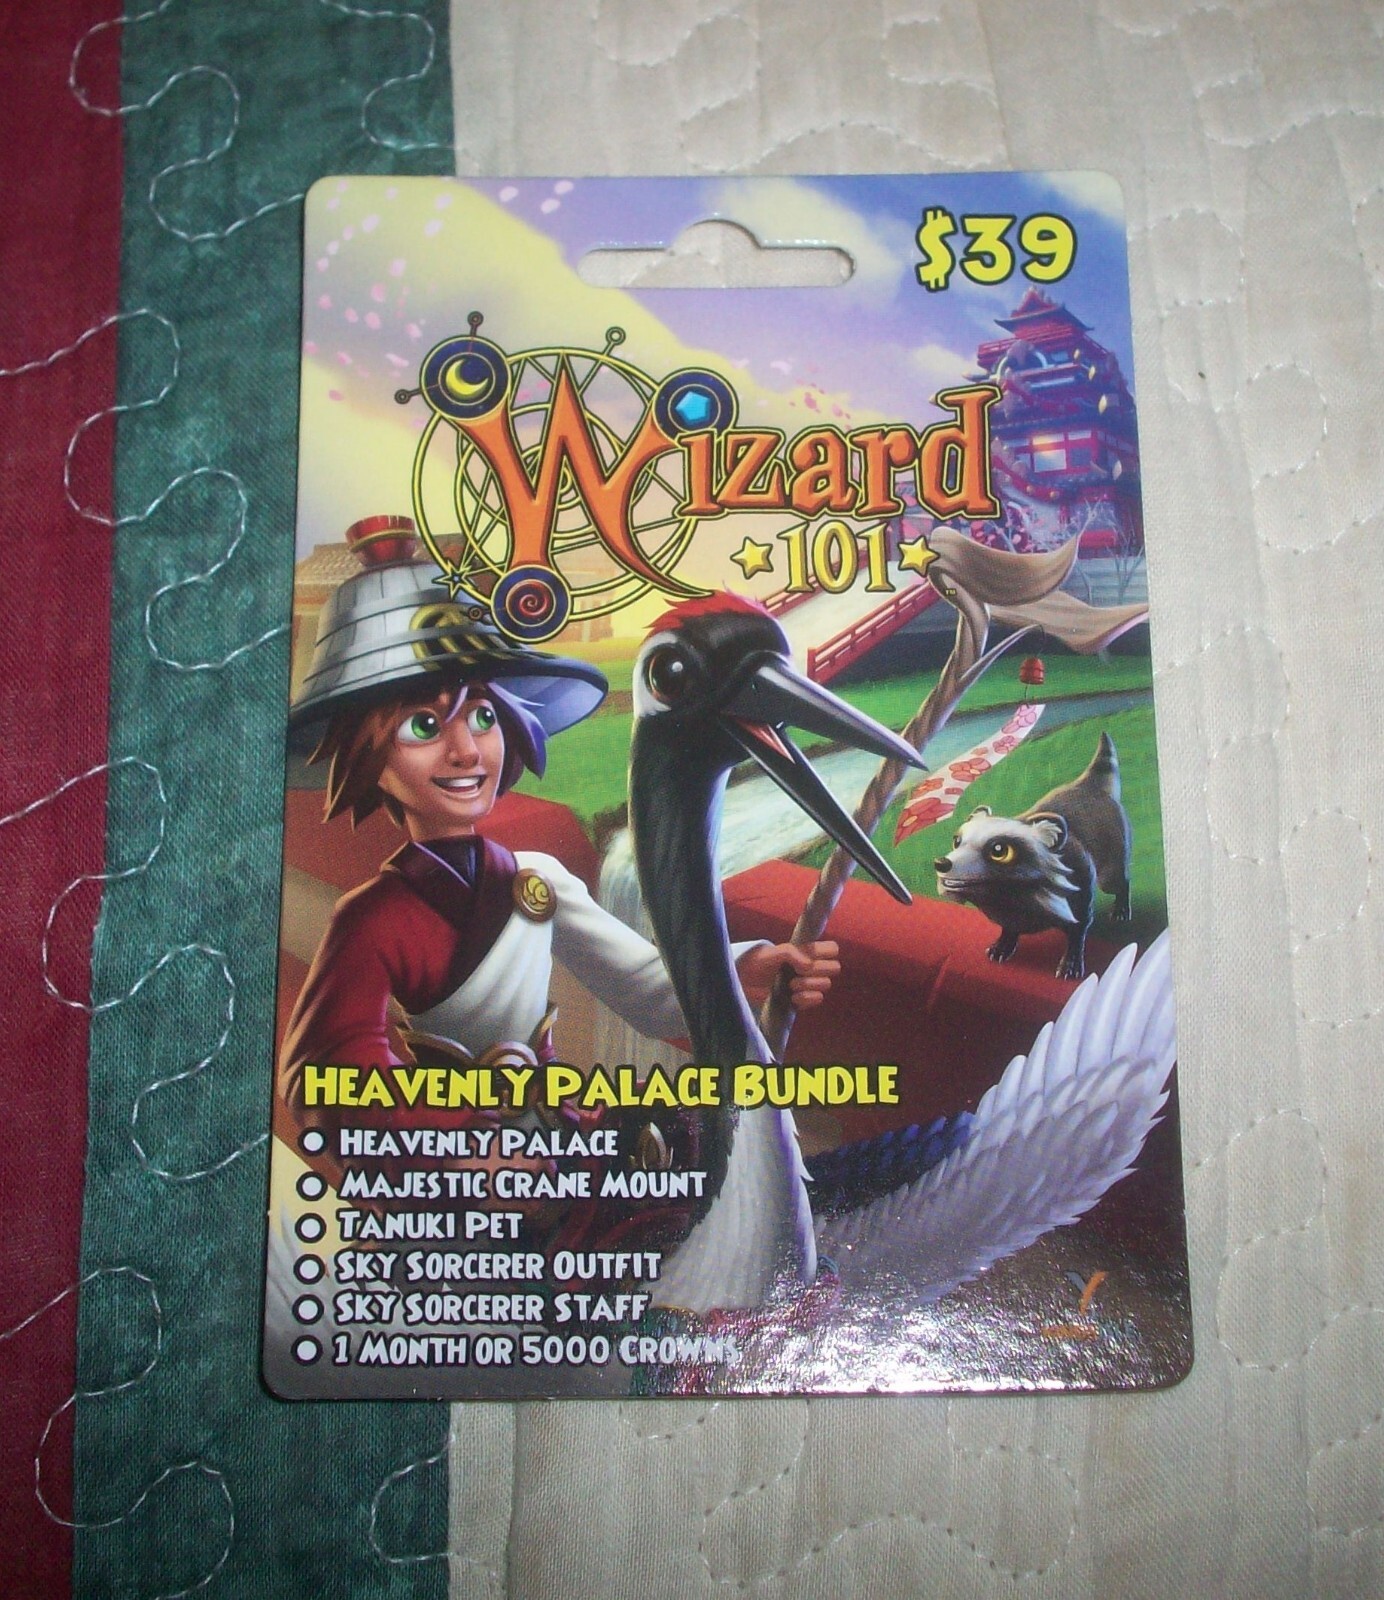 $39
Wizard
101
™
HEAVENLY PALACE BUNDLE
HEAVENLY PALACE
MAJESTIC CRANE MOUNT
TANUKI PET
SKY SORCERER OUTFIT
SKY SORCERER STAFF
1 MONTH OR 5000 CROWNS